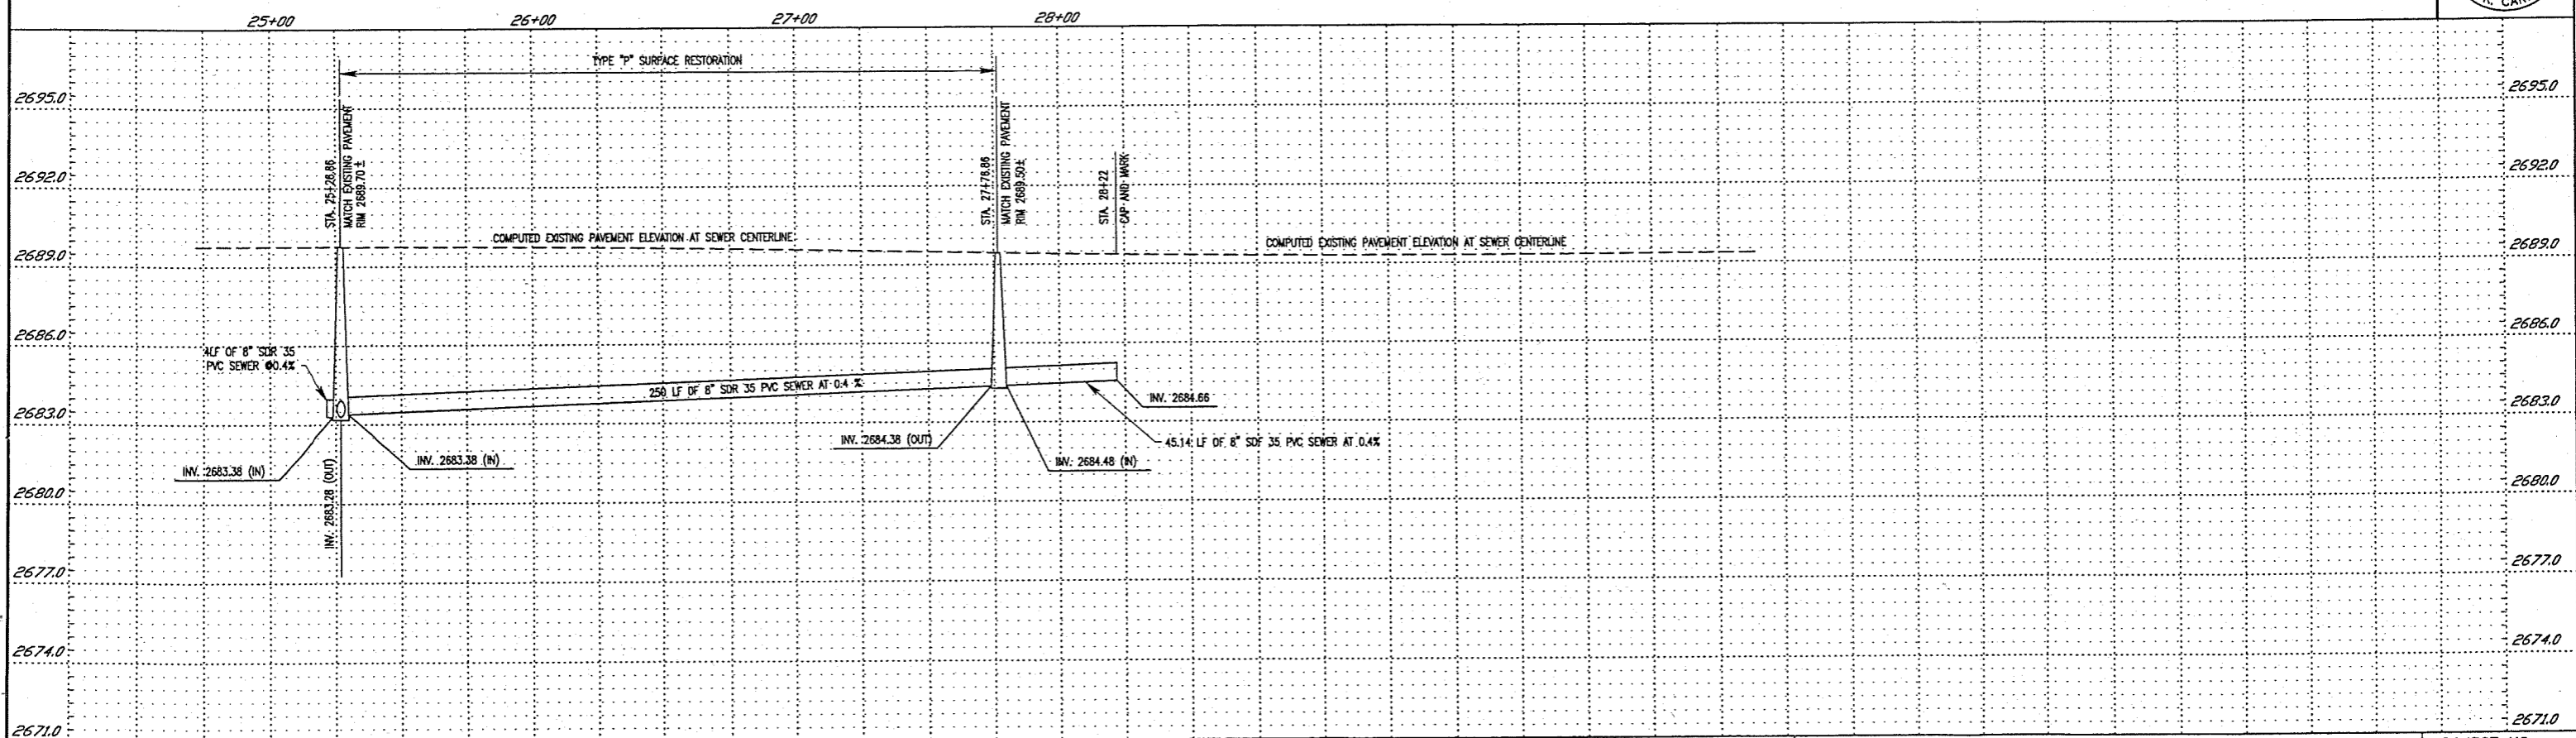 25+00 26+00 27+00 28+00
TYPE "P" SURFACE RESTORATION
2695.0 2695.0
STA. 25+26.86
MATCH EXISTING PAVEMENT
RIM 2689.70 ±
STA. 27+76.86
MATCH EXISTING PAVEMENT
RIM 2689.50±
STA. 28+22
CAP AND MARK
2692.0 2692.0
COMPUTED EXISTING PAVEMENT ELEVATION AT SEWER CENTERLINE
COMPUTED EXISTING PAVEMENT ELEVATION AT SEWER CENTERLINE
2689.0 2689.0
2686.0 2686.0
4LF OF 8" SDR 35
PVC SEWER @0.4%
250 LF OF 8" SDR 35 PVC SEWER AT 0.4 %
INV. 2684.66
2683.0 2683.0
INV. 2684.38 (OUT)
45.14 LF OF 8" SDF 35 PVC SEWER AT 0.4%
INV. 2683.38 (IN)
INV. 2683.38 (IN)
INV. 2684.48 (IN)
INV. 2683.28 (OUT)
2680.0 2680.0
2677.0 2677.0
2674.0 2674.0
2671.0 2671.0